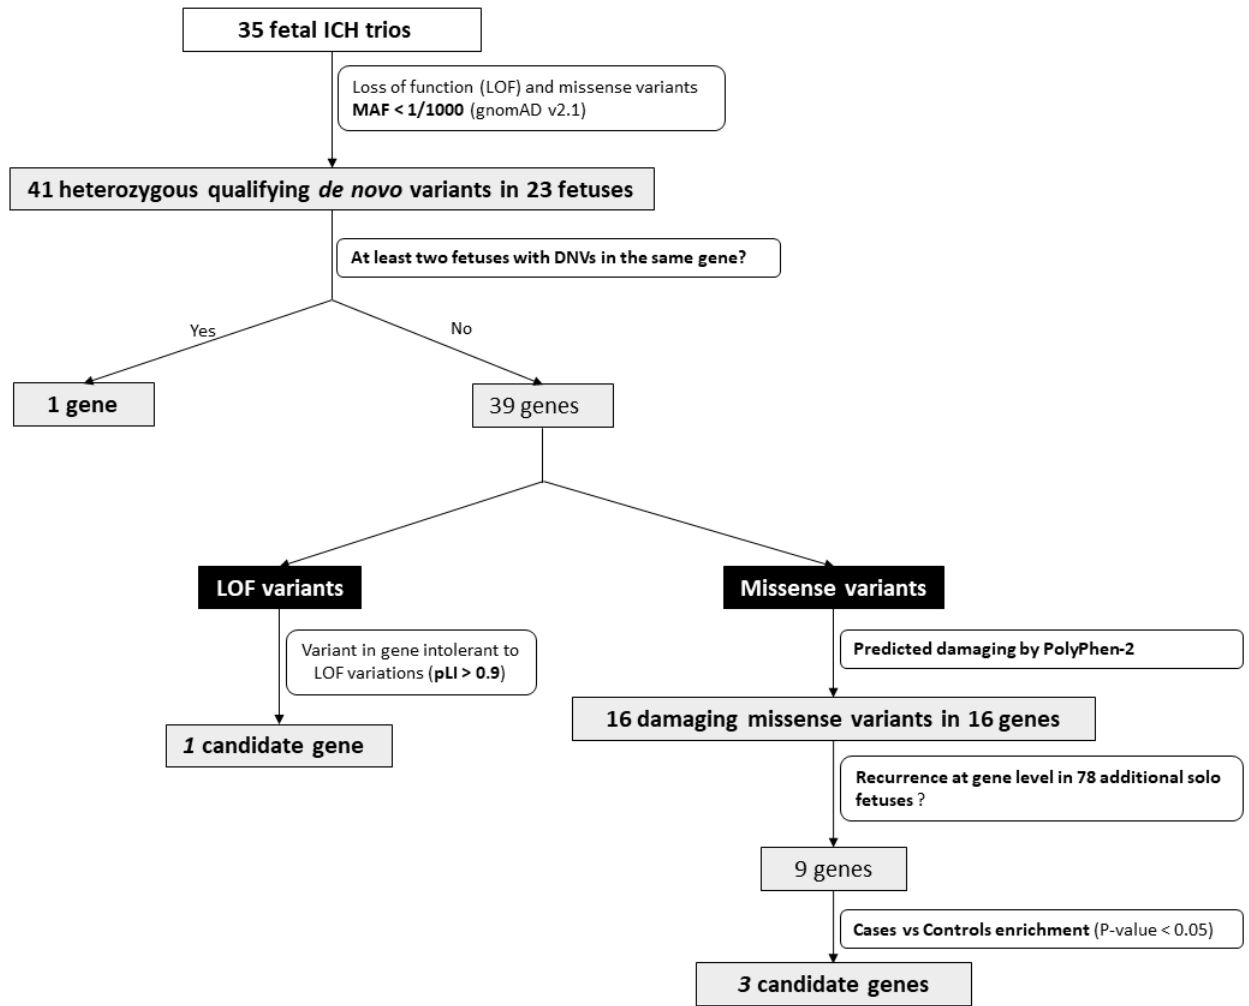 35 fetal ICH trios
Loss of function (LOF) and missense variants
MAF < 1/1000 (gnomAD v2.1)
41 heterozygous qualifying de novo variants in 23 fetuses
At least two fetuses with DNVs in the same gene?
Yes
No
1 gene
39 genes
LOF variants
Missense variants
Variant in gene intolerant to
LOF variations (pLI > 0.9)
Predicted damaging by PolyPhen-2
1 candidate gene
16 damaging missense variants in 16 genes
Recurrence at gene level in 78 additional solo
fetuses ?
9 genes
Cases vs Controls enrichment (P-value < 0.05)
3 candidate genes